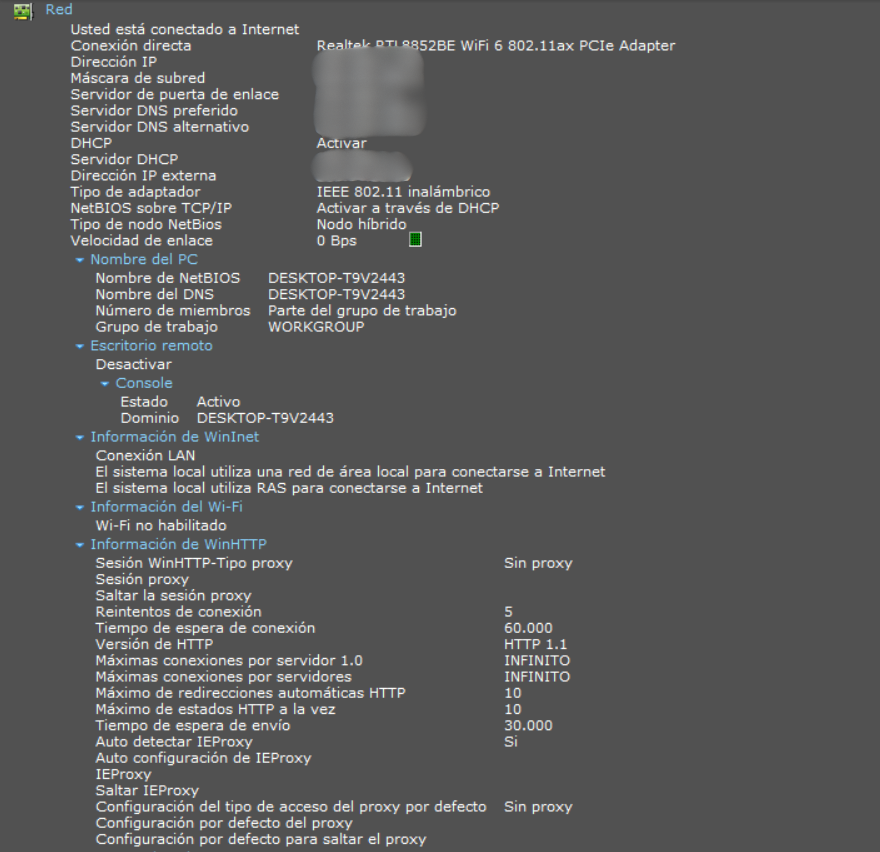 Red
Usted está conectado a Internet
Conexión directa Realtek RTL8852BE WiFi 6 802.11ax PCIe Adapter
Dirección IP
Máscara de subred
Servidor de puerta de enlace
Servidor DNS preferido
Servidor DNS alternativo
DHCP Activar
Servidor DHCP
Dirección IP externa
Tipo de adaptador IEEE 802.11 inalámbrico
NetBIOS sobre TCP/IP Activar a través de DHCP
Tipo de nodo NetBios Nodo híbrido
Velocidad de enlace 0 Bps
Nombre del PC
Nombre de NetBIOS DESKTOP-T9V2443
Nombre del DNS DESKTOP-T9V2443
Número de miembros Parte del grupo de trabajo
Grupo de trabajo WORKGROUP
Escritorio remoto
Desactivar
Console
Estado Activo
Dominio DESKTOP-T9V2443
Información de WinInet
Conexión LAN
El sistema local utiliza una red de área local para conectarse a Internet
El sistema local utiliza RAS para conectarse a Internet
Información del Wi-Fi
Wi-Fi no habilitado
Información de WinHTTP
Sesión WinHTTP-Tipo proxy Sin proxy
Sesión proxy
Saltar la sesión proxy
Reintentos de conexión 5
Tiempo de espera de conexión 60.000
Versión de HTTP HTTP 1.1
Máximas conexiones por servidor 1.0 INFINITO
Máximas conexiones por servidores INFINITO
Máximo de redirecciones automáticas HTTP 10
Máximo de estados HTTP a la vez 10
Tiempo de espera de envío 30.000
Auto detectar IEProxy Si
Auto configuración de IEProxy
IEProxy
Saltar IEProxy
Configuración del tipo de acceso del proxy por defecto Sin proxy
Configuración por defecto del proxy
Configuración por defecto para saltar el proxy